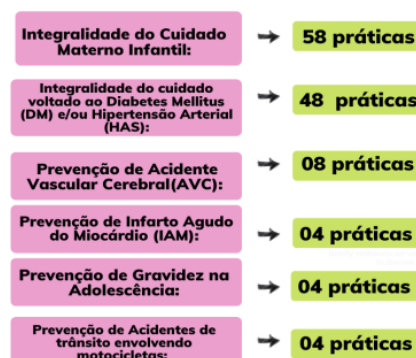 Integralidade do Cuidado
Materno Infantil:
58 práticas
Integralidade do cuidado
voltado ao Diabetes Mellitus
(DM) e/ou Hipertensão Arterial
(HAS):
48 práticas
Prevenção de Acidente
Vascular Cerebral(AVC):
08 práticas
Prevenção de Infarto Agudo
do Miocárdio (IAM):
04 práticas
Prevenção de Gravidez na
Adolescência:
04 práticas
Prevenção de Acidentes de
trânsito envolvendo
motocicletas:
04 práticas